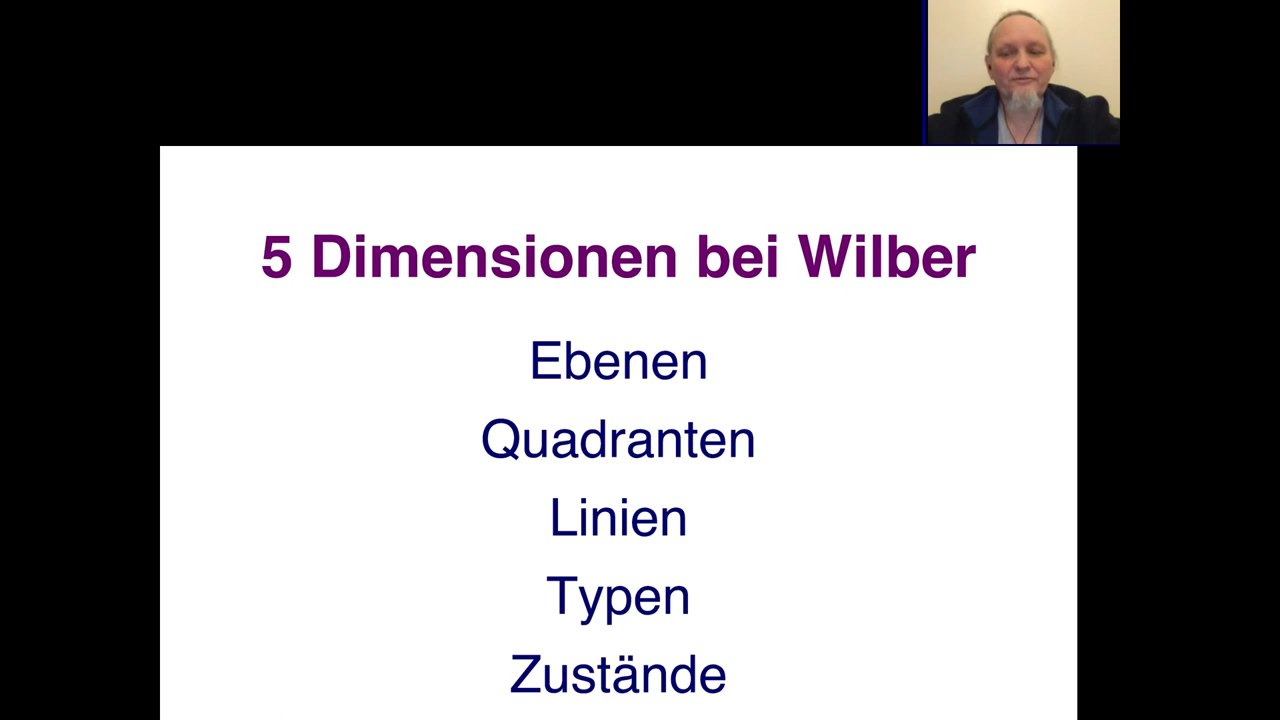 5 Dimensionen bei Wilber
Ebenen
Quadranten
Linien
Typen
Zustände